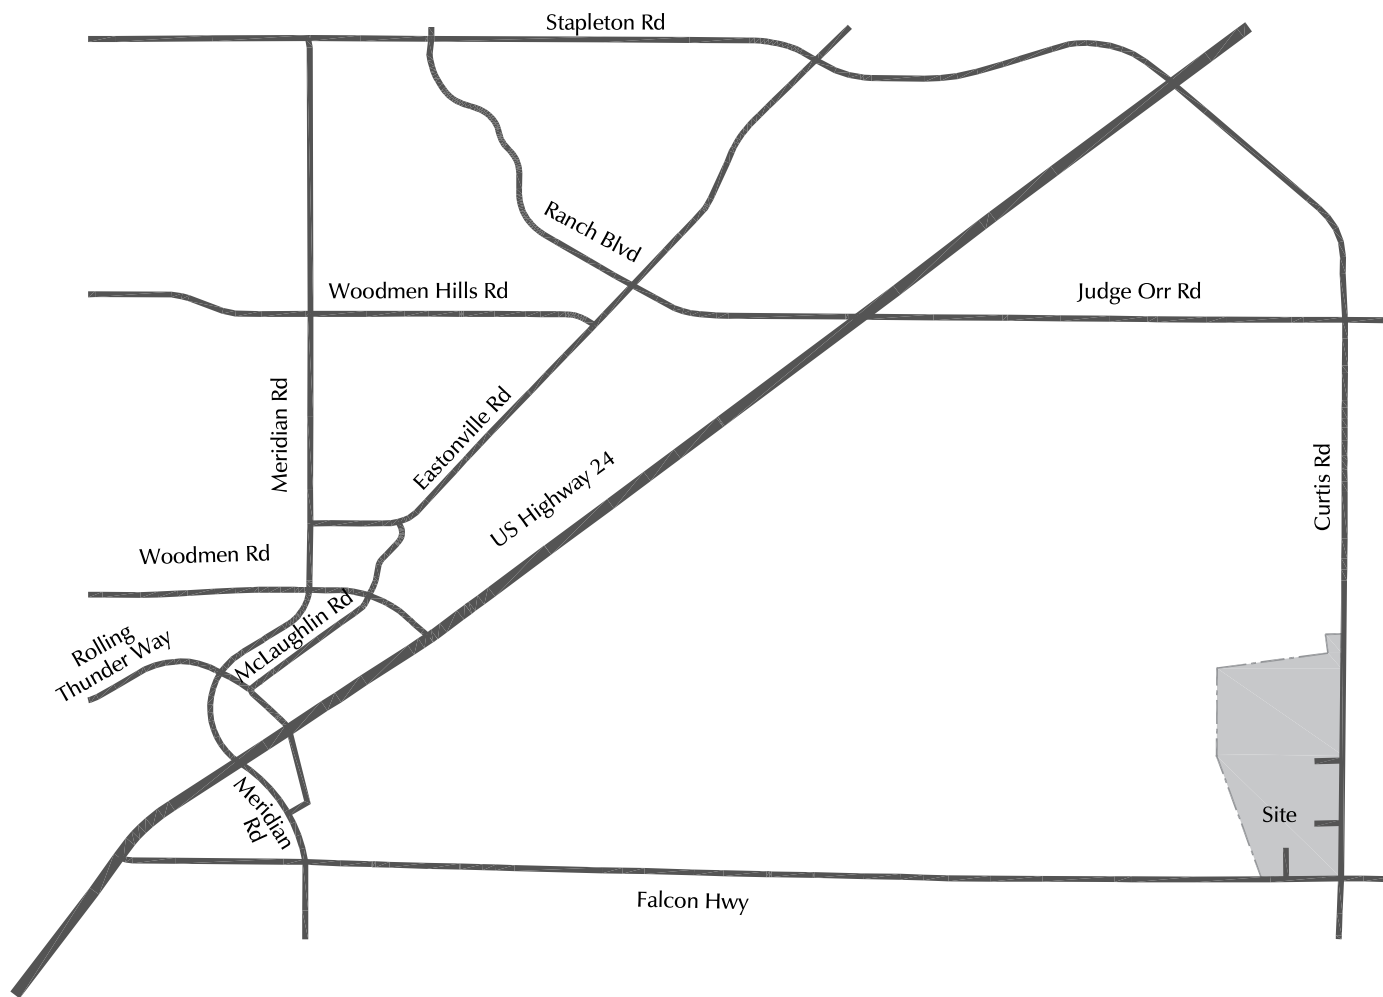 Stapleton Rd
Ranch Blvd
Woodmen Hills Rd
Judge Orr Rd
Meridian Rd
Eastonville Rd
US Highway 24
Curtis Rd
Woodmen Rd
McLaughlin Rd
Rolling
Thunder Way
Meridian
Rd
Site
Falcon Hwy